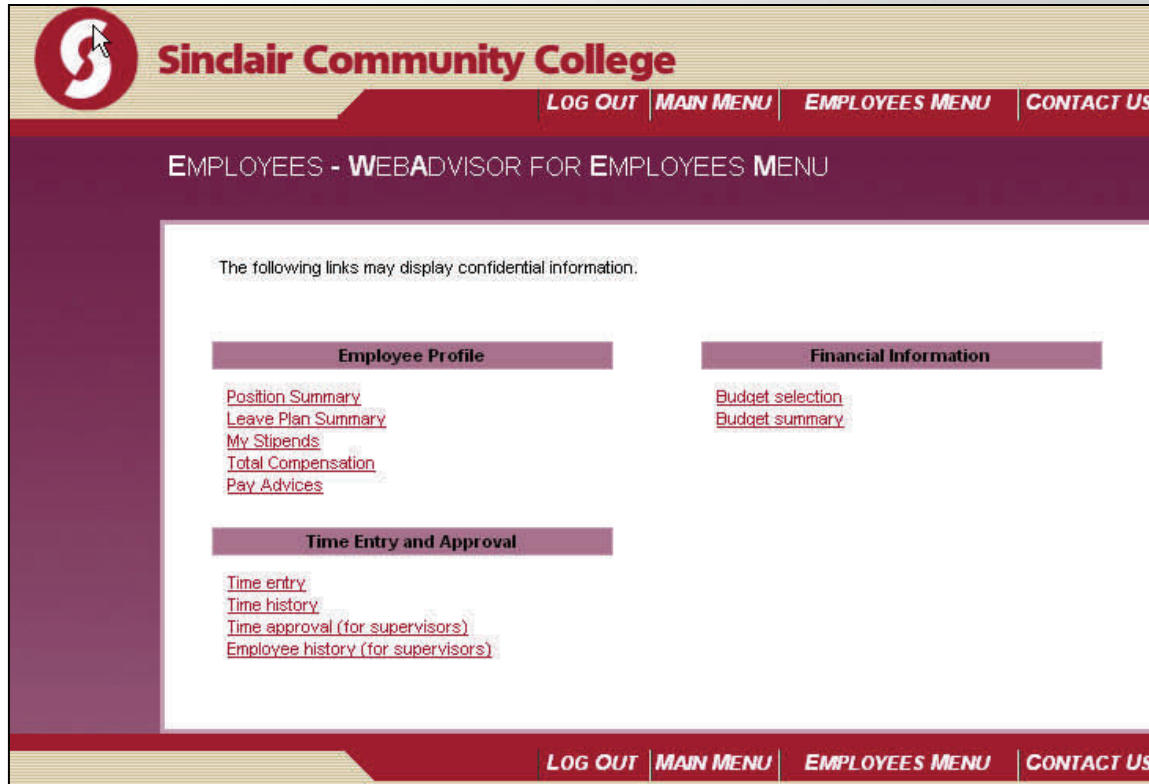 Sinclair Community College
LOG OUT MAIN MENU EMPLOYEES MENU CONTACT US
EMPLOYEES - WEBADVISOR FOR EMPLOYEES MENU
The following links may display confidential information.
Employee Profile
Position Summary
Leave Plan Summary
My Stipends
Total Compensation
Pay Advices
Financial Information
Budget selection
Budget summary
Time Entry and Approval
Time entry
Time history
Time approval (for supervisors)
Employee history (for supervisors)
LOG OUT MAIN MENU EMPLOYEES MENU CONTACT US